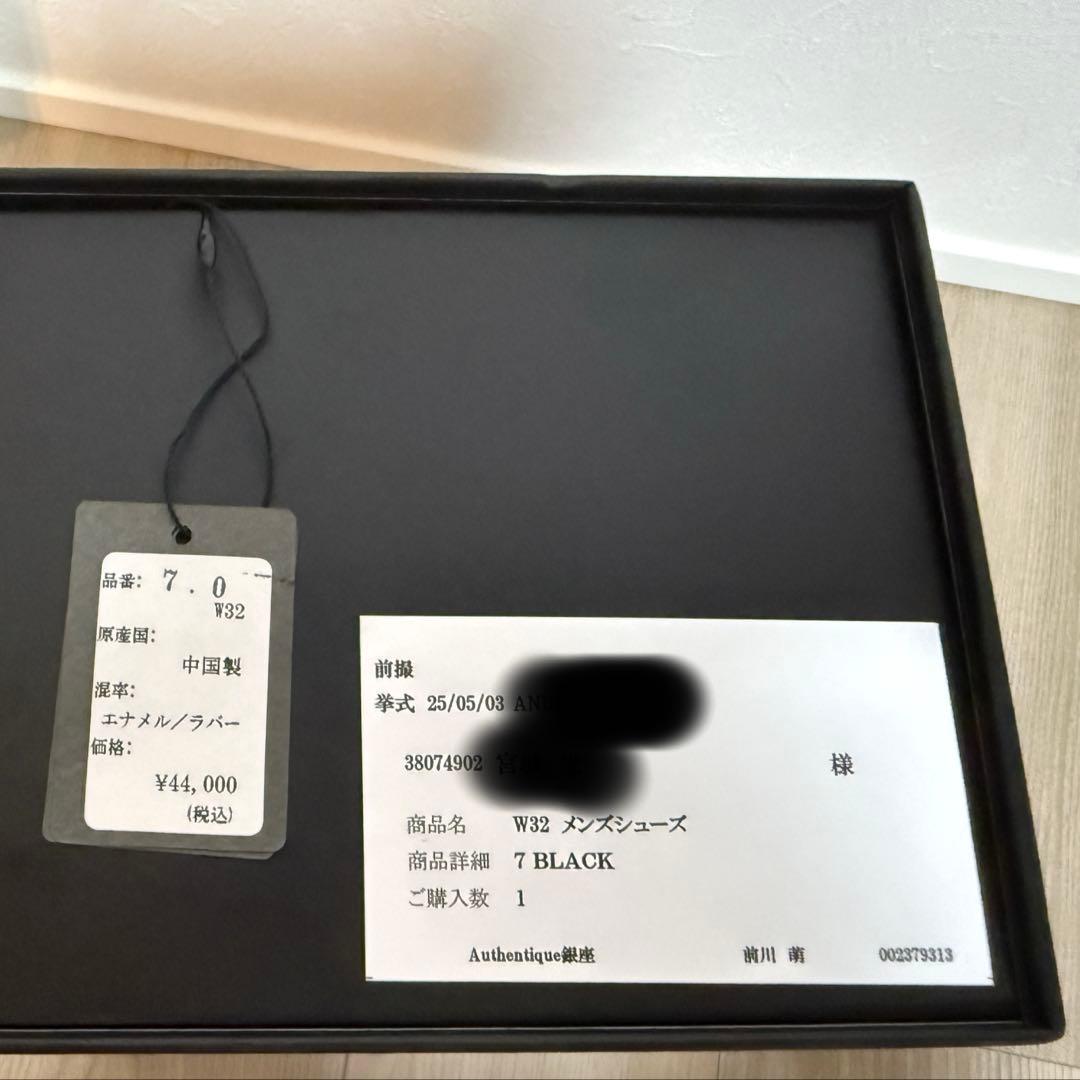 品番: 7.0
W32
原産国:
中国製
混率:
エナメル／ラバー
価格:
¥44,000
(税込)
前撮
挙式 25/05/03 AN
38074902 宮 様
商品名 W32 メンズシューズ
商品詳細 7 BLACK
ご購入数 1
Authentique銀座 前川 萌 002379313